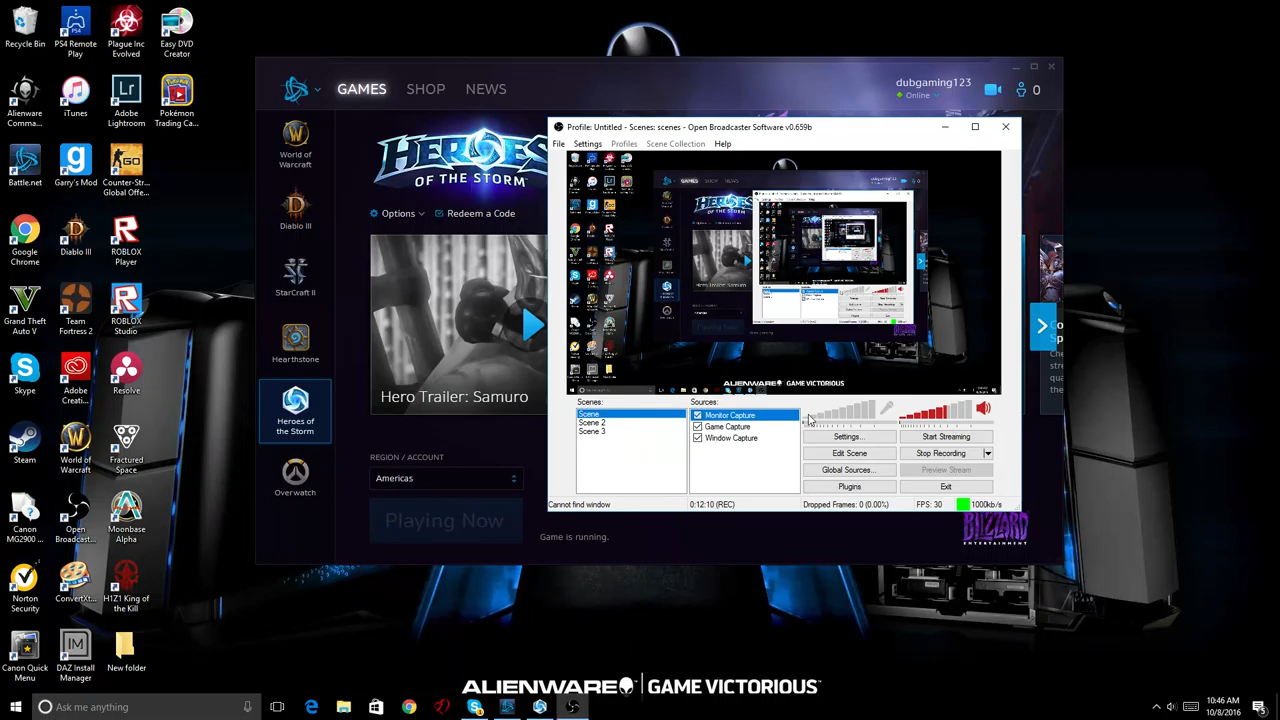 Recycle Bin
PS4 Remote Play
Plague Inc Evolved
Easy DVD Creator
Alienware Comma...
iTunes
Adobe Lightroom
Pokémon Trading Ca...
Battle.net
Garry's Mod
Counter-Str... Global Offe...
Google Chrome
Diablo III
ROBLOX Player
Grand Theft Auto V
Team Fortress 2
ROBLOX Studio
Skype
Adobe Creati...
Resolve
Steam
World of Warcraft
Fractured Space
Canon MG2900 ...
Open Broadcast...
Moonbase Alpha
Norton Security
ConvertXt...
H1Z1 King of the Kill
Canon Quick Menu
DAZ Install Manager
New folder
GAMES SHOP NEWS
dubgaming123
Online
0
World of Warcraft
Diablo III
StarCraft II
Hearthstone
Heroes of the Storm
Overwatch
HEROES
OF THE STORM
Options
Redeem a Code
Hero Trailer: Samuro
REGION / ACCOUNT
Americas
Playing Now
Game is running.
BLIZZARD
ENTERTAINMENT
Profile: Untitled - Scenes: scenes - Open Broadcaster Software v0.659b
File Settings Profiles Scene Collection Help
ALIENWARE GAME VICTORIOUS
Scenes:
Scene
Scene 2
Scene 3
Sources:
Monitor Capture
Game Capture
Window Capture
Settings...
Start Streaming
Edit Scene
Stop Recording
Global Sources...
Preview Stream
Plugins
Exit
Cannot find window
0:12:10 (REC)
Dropped Frames: 0 (0.00%)
FPS: 30
1000kb/s
ALIENWARE GAME VICTORIOUS
Ask me anything
10:46 AM
10/8/2016